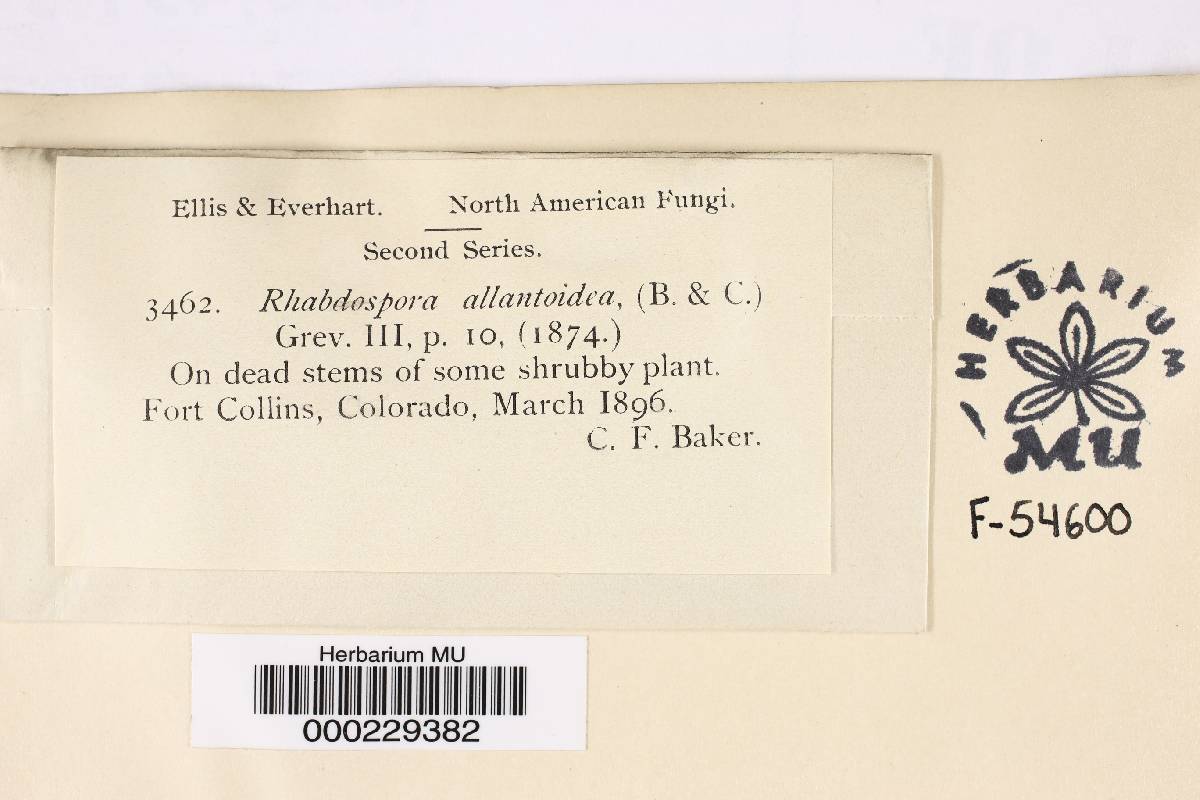 Ellis & Everhart. North American Fungi.
Second Series.
3462. Rhabdospora allantoidea, (B. & C.)
Grev. III, p. 10, (1874.)
On dead stems of some shrubby plant.
Fort Collins, Colorado, March 1896.
C. F. Baker.
HERBARIUM
MU
F-54600
Herbarium MU
000229382